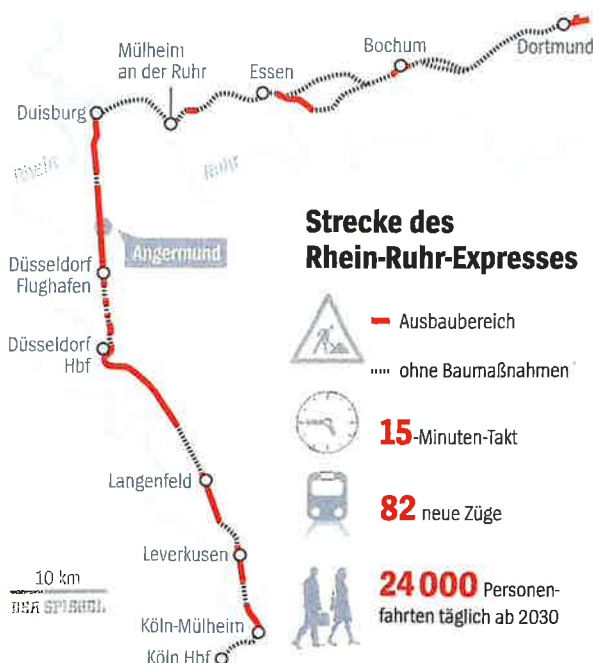 Mülheim
an der Ruhr
Essen
Bochum
Dortmund
Duisburg
Rhein
Ruhr
Angermund
Düsseldorf
Flughafen
Düsseldorf
Hbf
Langenfeld
Leverkusen
Köln-Mülheim
Köln Hbf
10 km
DER SPIEGEL
Strecke des
Rhein-Ruhr-Expresses
Ausbaubereich
ohne Baumaßnahmen
15-Minuten-Takt
82 neue Züge
24 000 Personen-
fahrten täglich ab 2030